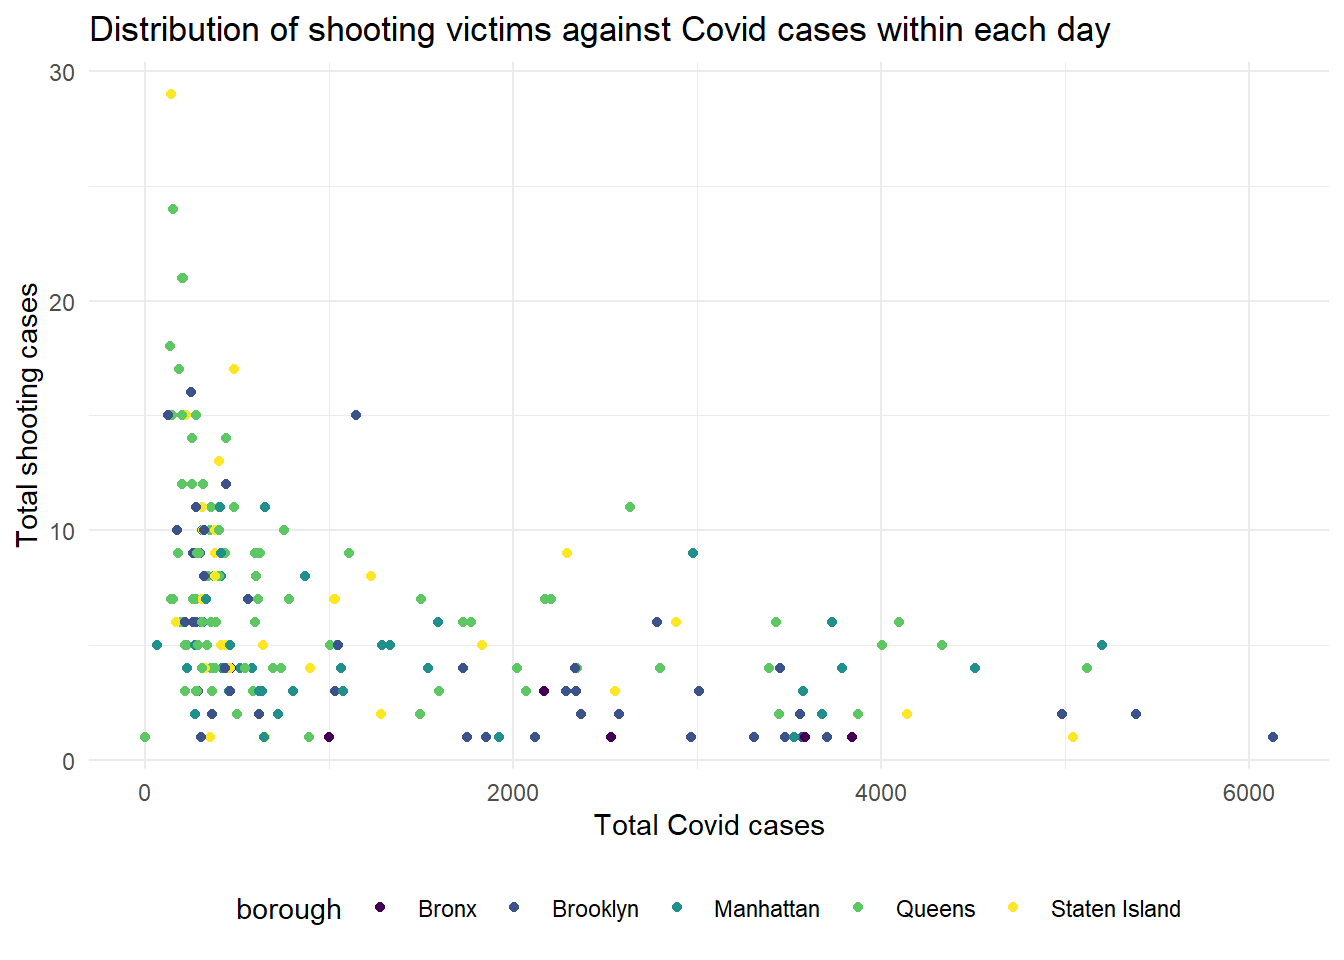 Distribution of shooting victims against Covid cases within each day
30
20
10
0
Total shooting cases
0 2000 4000 6000
Total Covid cases
borough Bronx Brooklyn Manhattan Queens Staten Island